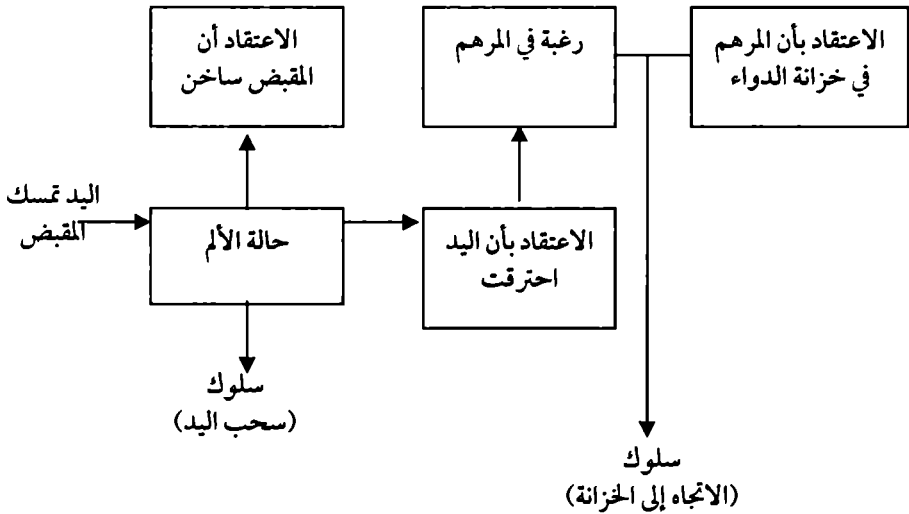 الاعتقاد بأن المرهم
في خزانة الدواء
رغبة في المرهم
الاعتقاد أن
المقبض ساخن
اليد تمسك
المقبض
حالة الألم
الاعتقاد بأن اليد
احترقت
سلوك
(سحب اليد)
سلوك
(الاتجاه إلى الخزانة)